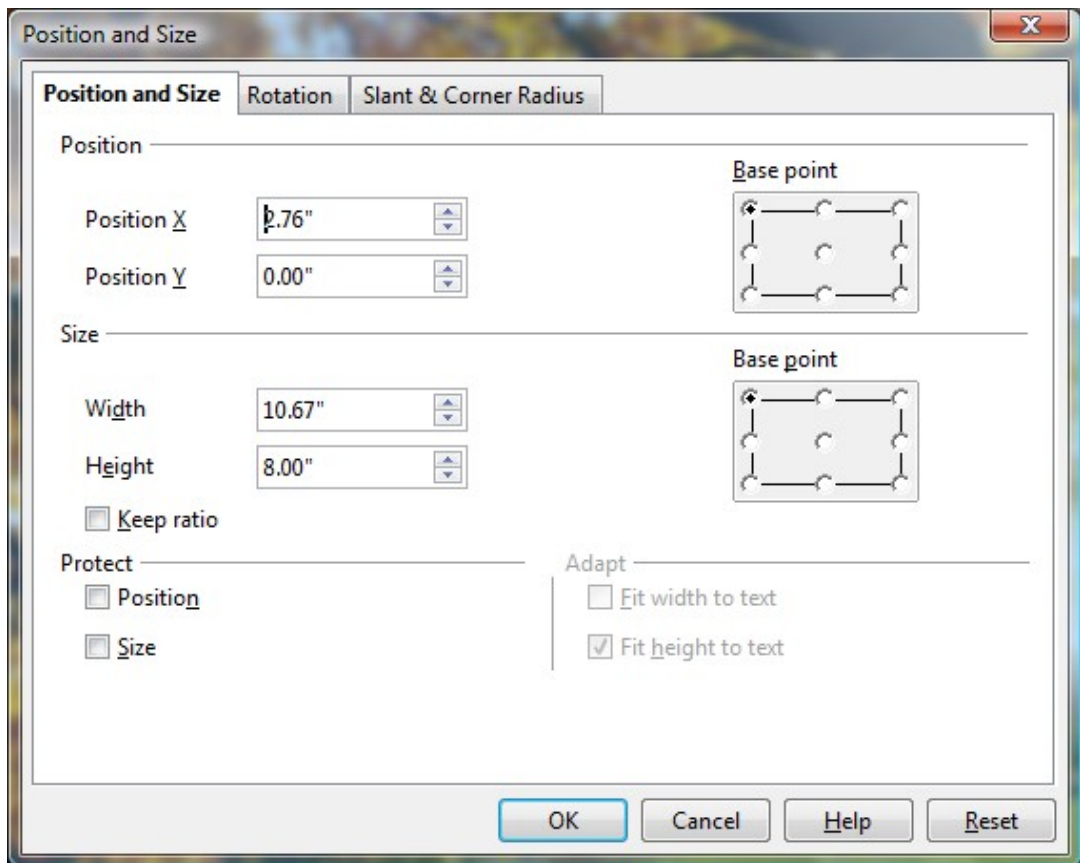 Position and Size
Position and Size Rotation Slant & Corner Radius
Position
Base point
Position X 2.76"
Position Y 0.00"
Size
Base point
Width 10.67"
Height 8.00"
Keep ratio
Protect Adapt
Position Fit width to text
Size Fit height to text
OK Cancel Help Reset